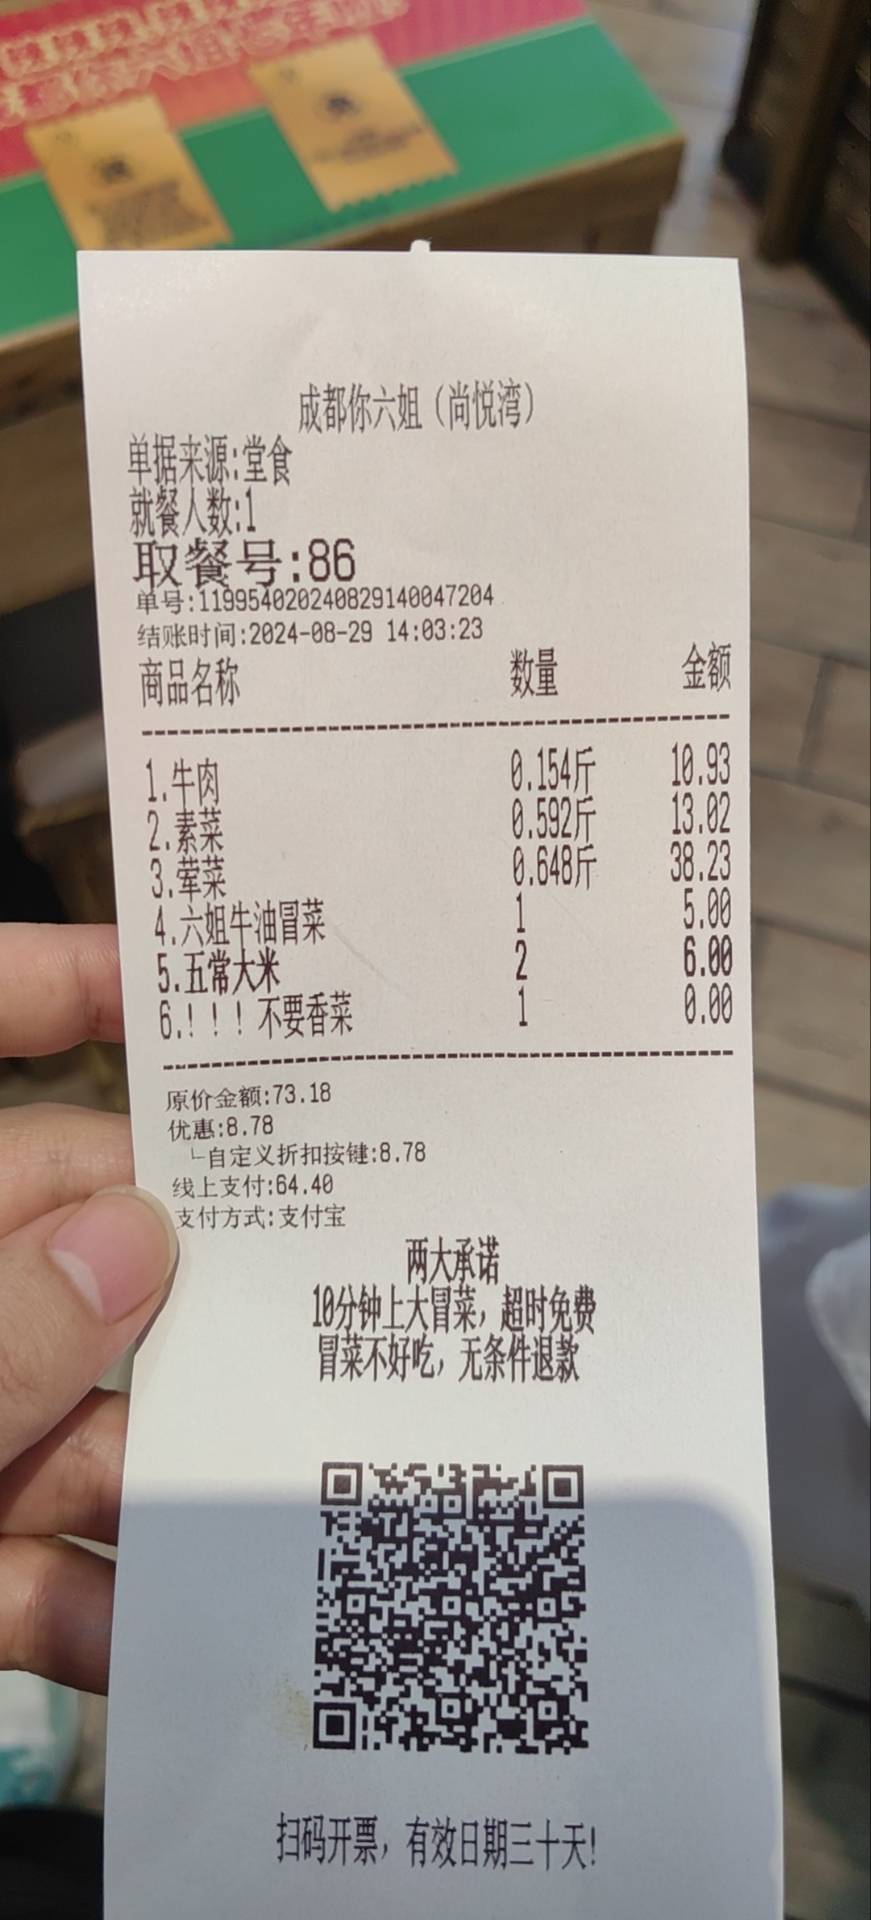 成都你六姐（尚悦湾）
单据来源:堂食
就餐人数:1
取餐号:86
单号:119954020240829140047204
结账时间:2024-08-29 14:03:23
商品名称 数量 金额
1.牛肉 0.154斤 10.93
2.素菜 0.592斤 13.02
3.荤菜 0.648斤 38.23
4.六姐牛油冒菜 1 5.00
5.五常大米 2 6.00
6.！！！不要香菜 1 0.00
原价金额:73.18
优惠:8.78
└自定义折扣按键:8.78
线上支付:64.40
支付方式:支付宝
两大承诺
10分钟上大冒菜，超时免费
冒菜不好吃，无条件退款
扫码开票，有效日期三十天!